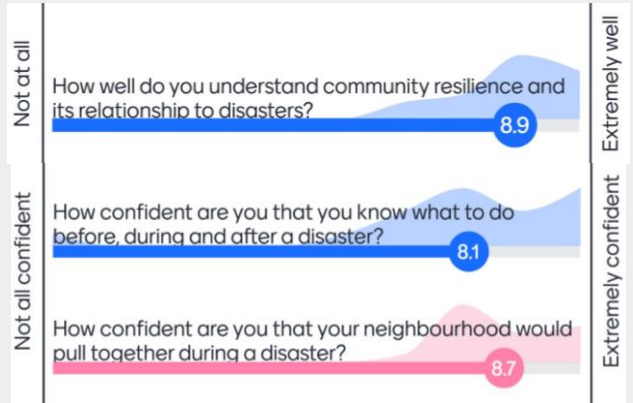 Not at all
How well do you understand community resilience and
its relationship to disasters?
8.9
Extremely well
Not all confident
How confident are you that you know what to do
before, during and after a disaster?
8.1
How confident are you that your neighbourhood would
pull together during a disaster?
8.7
Extremely confident